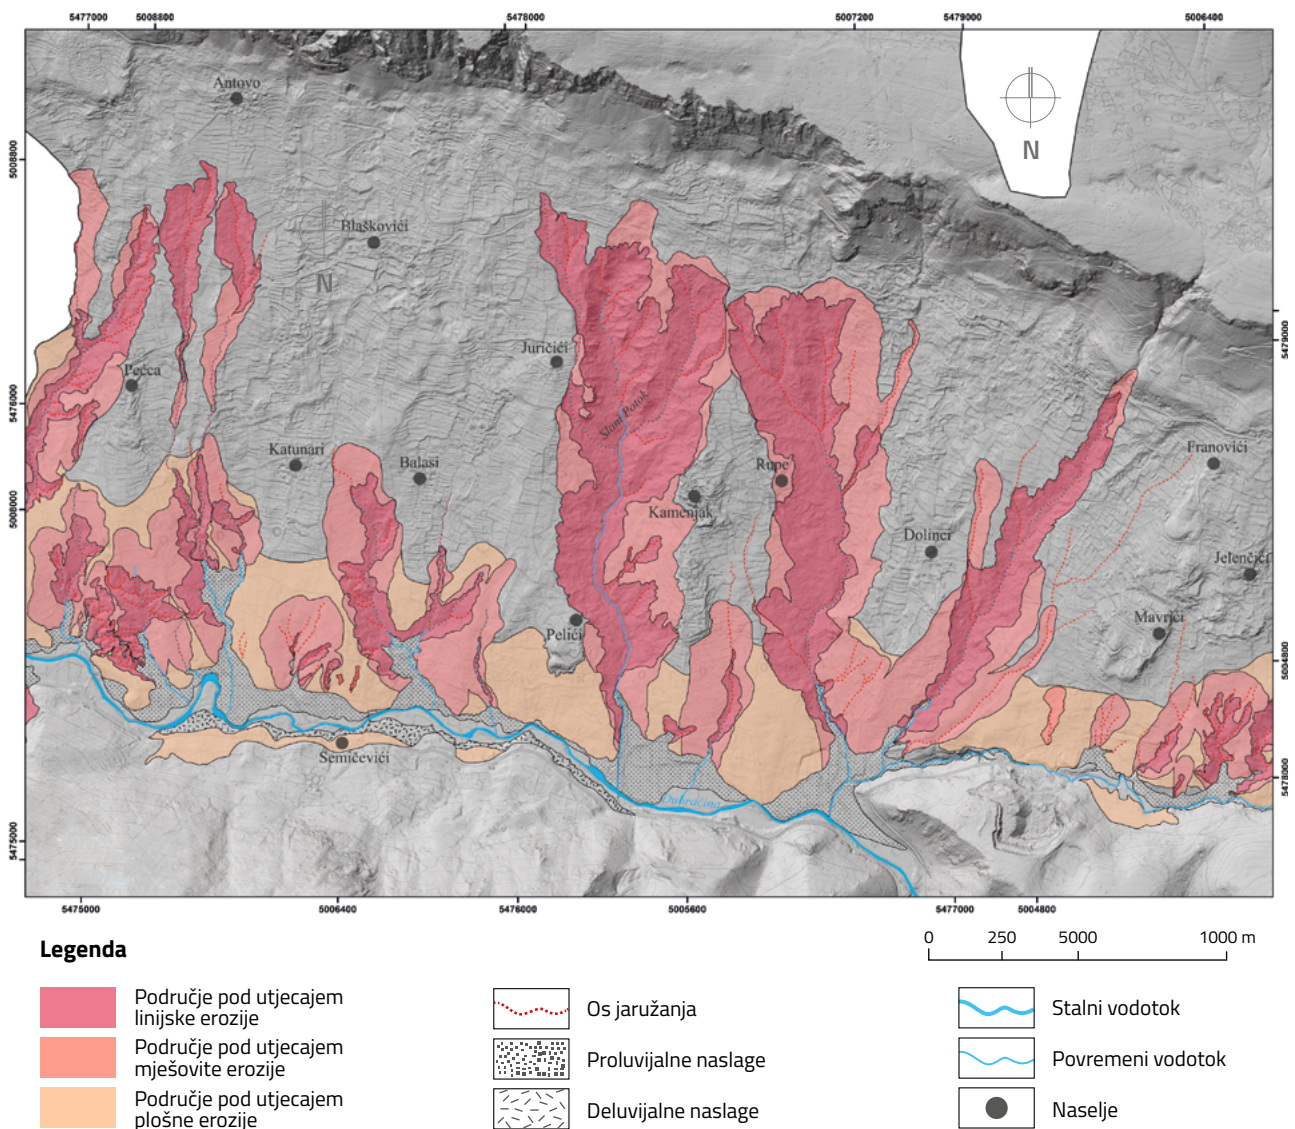 5477000 5008800 5478000 5007200 5479000 5006400
N
5008800
5476000
5008000
5475000
5479000
5004800
5478000
Antovo
Blaškovići
N
Juričići
Pećca
Slani Potok
Katunari
Balasi
Rupe
Kamenjak
Franovići
Dolinci
Jelenčići
Pelići
Mavrići
Semičevići
Dubračina
5475000 5006400 5476000 5005600 5477000 5004800
Legenda
0 250 5000 1000 m
Područje pod utjecajem
linijske erozije
Područje pod utjecajem
mješovite erozije
Područje pod utjecajem
plošne erozije
Os jaružanja
Proluvijalne naslage
Deluvijalne naslage
Stalni vodotok
Povremeni vodotok
Naselje